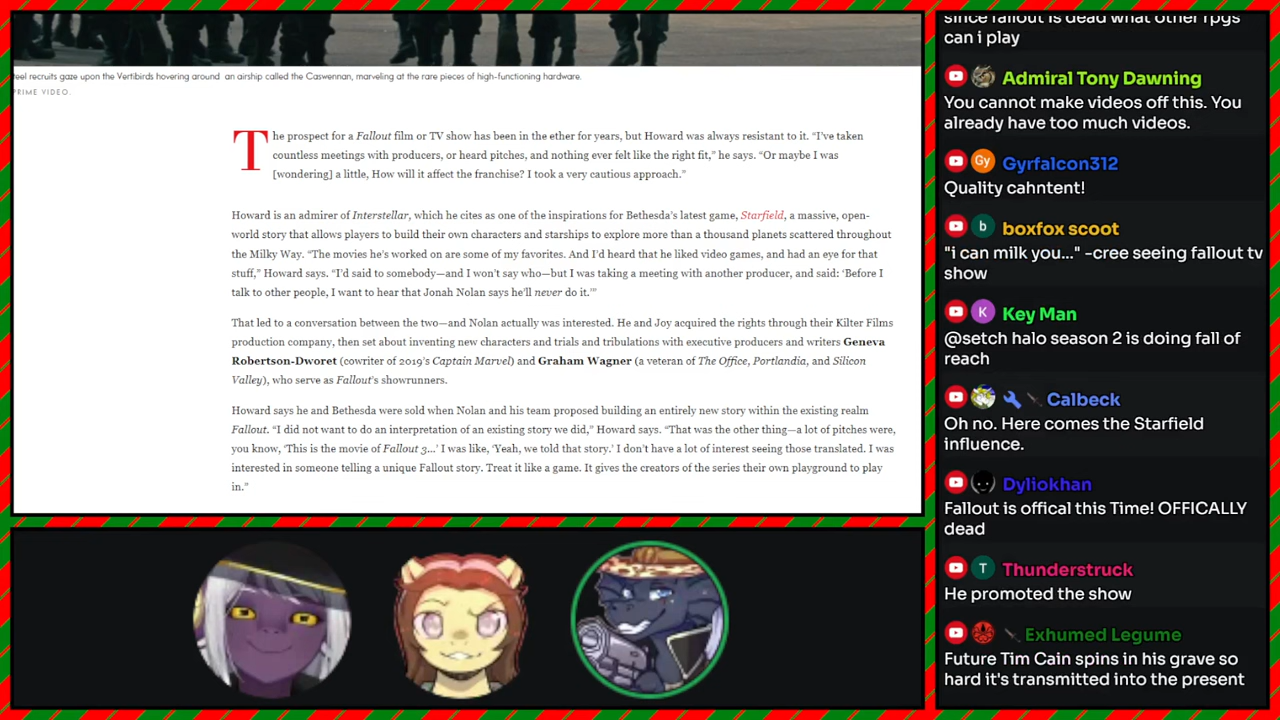 teel recruits gaze upon the Vertibirds hovering around an airship called the Caswennan, marveling at the rare pieces of high-functioning hardware.
PRIME VIDEO.
The prospect for a Fallout film or TV show has been in the ether for years, but Howard was always resistant to it. “I’ve taken
countless meetings with producers, or heard pitches, and nothing ever felt like the right fit,” he says. “Or maybe I was
[wondering] a little, How will it affect the franchise? I took a very cautious approach.”
Howard is an admirer of Interstellar, which he cites as one of the inspirations for Bethesda’s latest game, Starfield, a massive, open-
world story that allows players to build their own characters and starships to explore more than a thousand planets scattered throughout
the Milky Way. “The movies he’s worked on are some of my favorites. And I’d heard that he liked video games, and had an eye for that
stuff,” Howard says. “I’d said to somebody—and I won’t say who—but I was taking a meeting with another producer, and said: ‘Before I
talk to other people, I want to hear that Jonah Nolan says he’ll never do it.’”
That led to a conversation between the two—and Nolan actually was interested. He and Joy acquired the rights through their Kilter Films
production company, then set about inventing new characters and trials and tribulations with executive producers and writers Geneva
Robertson-Dworet (cowriter of 2019’s Captain Marvel) and Graham Wagner (a veteran of The Office, Portlandia, and Silicon
Valley), who serve as Fallout’s showrunners.
Howard says he and Bethesda were sold when Nolan and his team proposed building an entirely new story within the existing realm
Fallout. “I did not want to do an interpretation of an existing story we did,” Howard says. “That was the other thing—a lot of pitches were,
you know, ‘This is the movie of Fallout 3...’ I was like, ‘Yeah, we told that story.’ I don’t have a lot of interest seeing those translated. I was
interested in someone telling a unique Fallout story. Treat it like a game. It gives the creators of the series their own playground to play
in.”
since fallout is dead what other rpgs
can i play
Admiral Tony Dawning
You cannot make videos off this. You
already have too much videos.
Gy Gyrfalcon312
Quality cahntent!
b boxfox scoot
"i can milk you..." -cree seeing fallout tv
show
K Key Man
@setch halo season 2 is doing fall of
reach
Calbeck
Oh no. Here comes the Starfield
influence.
Dyliokhan
Fallout is offical this Time! OFFICALLY
dead
T Thunderstruck
He promoted the show
Exhumed Legume
Future Tim Cain spins in his grave so
hard it's transmitted into the present